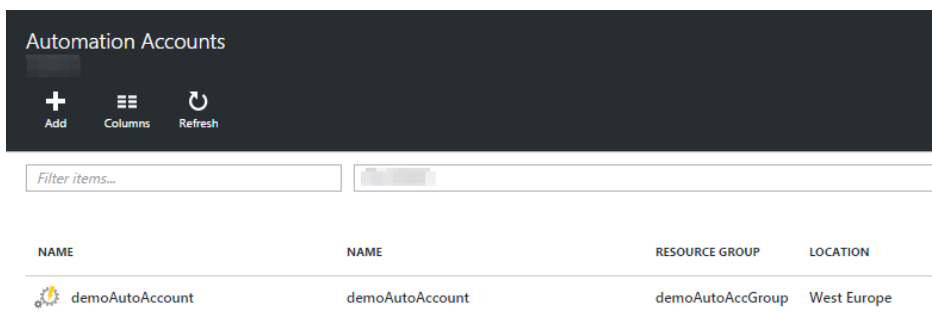 Automation Accounts
Add Columns Refresh
Filter items...
NAME NAME RESOURCE GROUP LOCATION
demoAutoAccount demoAutoAccount demoAutoAccGroup West Europe